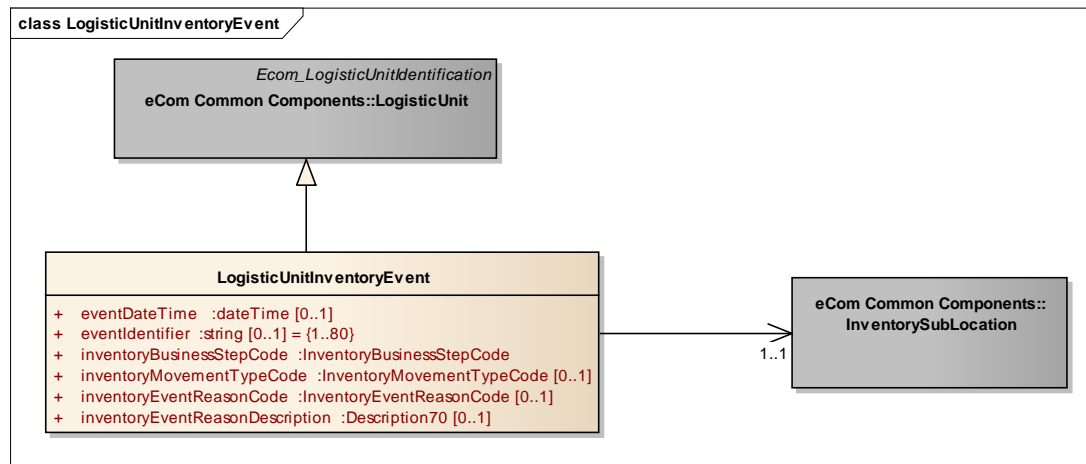 class LogisticUnitInventoryEvent
Ecom_LogisticUnitIdentification
eCom Common Components::LogisticUnit
LogisticUnitInventoryEvent
+ eventDateTime :dateTime [0..1]
+ eventIdentifier :string [0..1] = {1..80}
+ inventoryBusinessStepCode :InventoryBusinessStepCode
+ inventoryMovementTypeCode :InventoryMovementTypeCode [0..1]
+ inventoryEventReasonCode :InventoryEventReasonCode [0..1]
+ inventoryEventReasonDescription :Description70 [0..1]
1..1
eCom Common Components::
InventorySubLocation